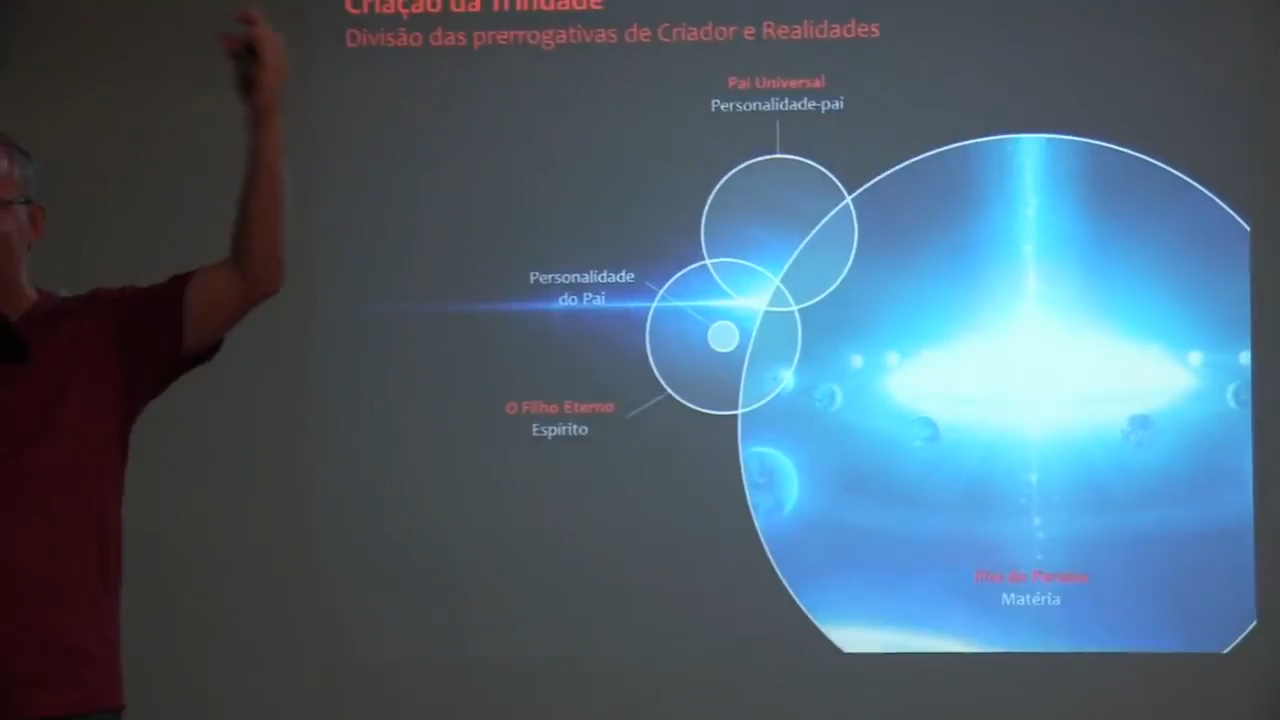 Criação da Trindade
Divisão das prerrogativas de Criador e Realidades
Pai Universal
Personalidade-pai
Personalidade
do Pai
O Filho Eterno
Espírito
Ilha do Paraíso
Matéria